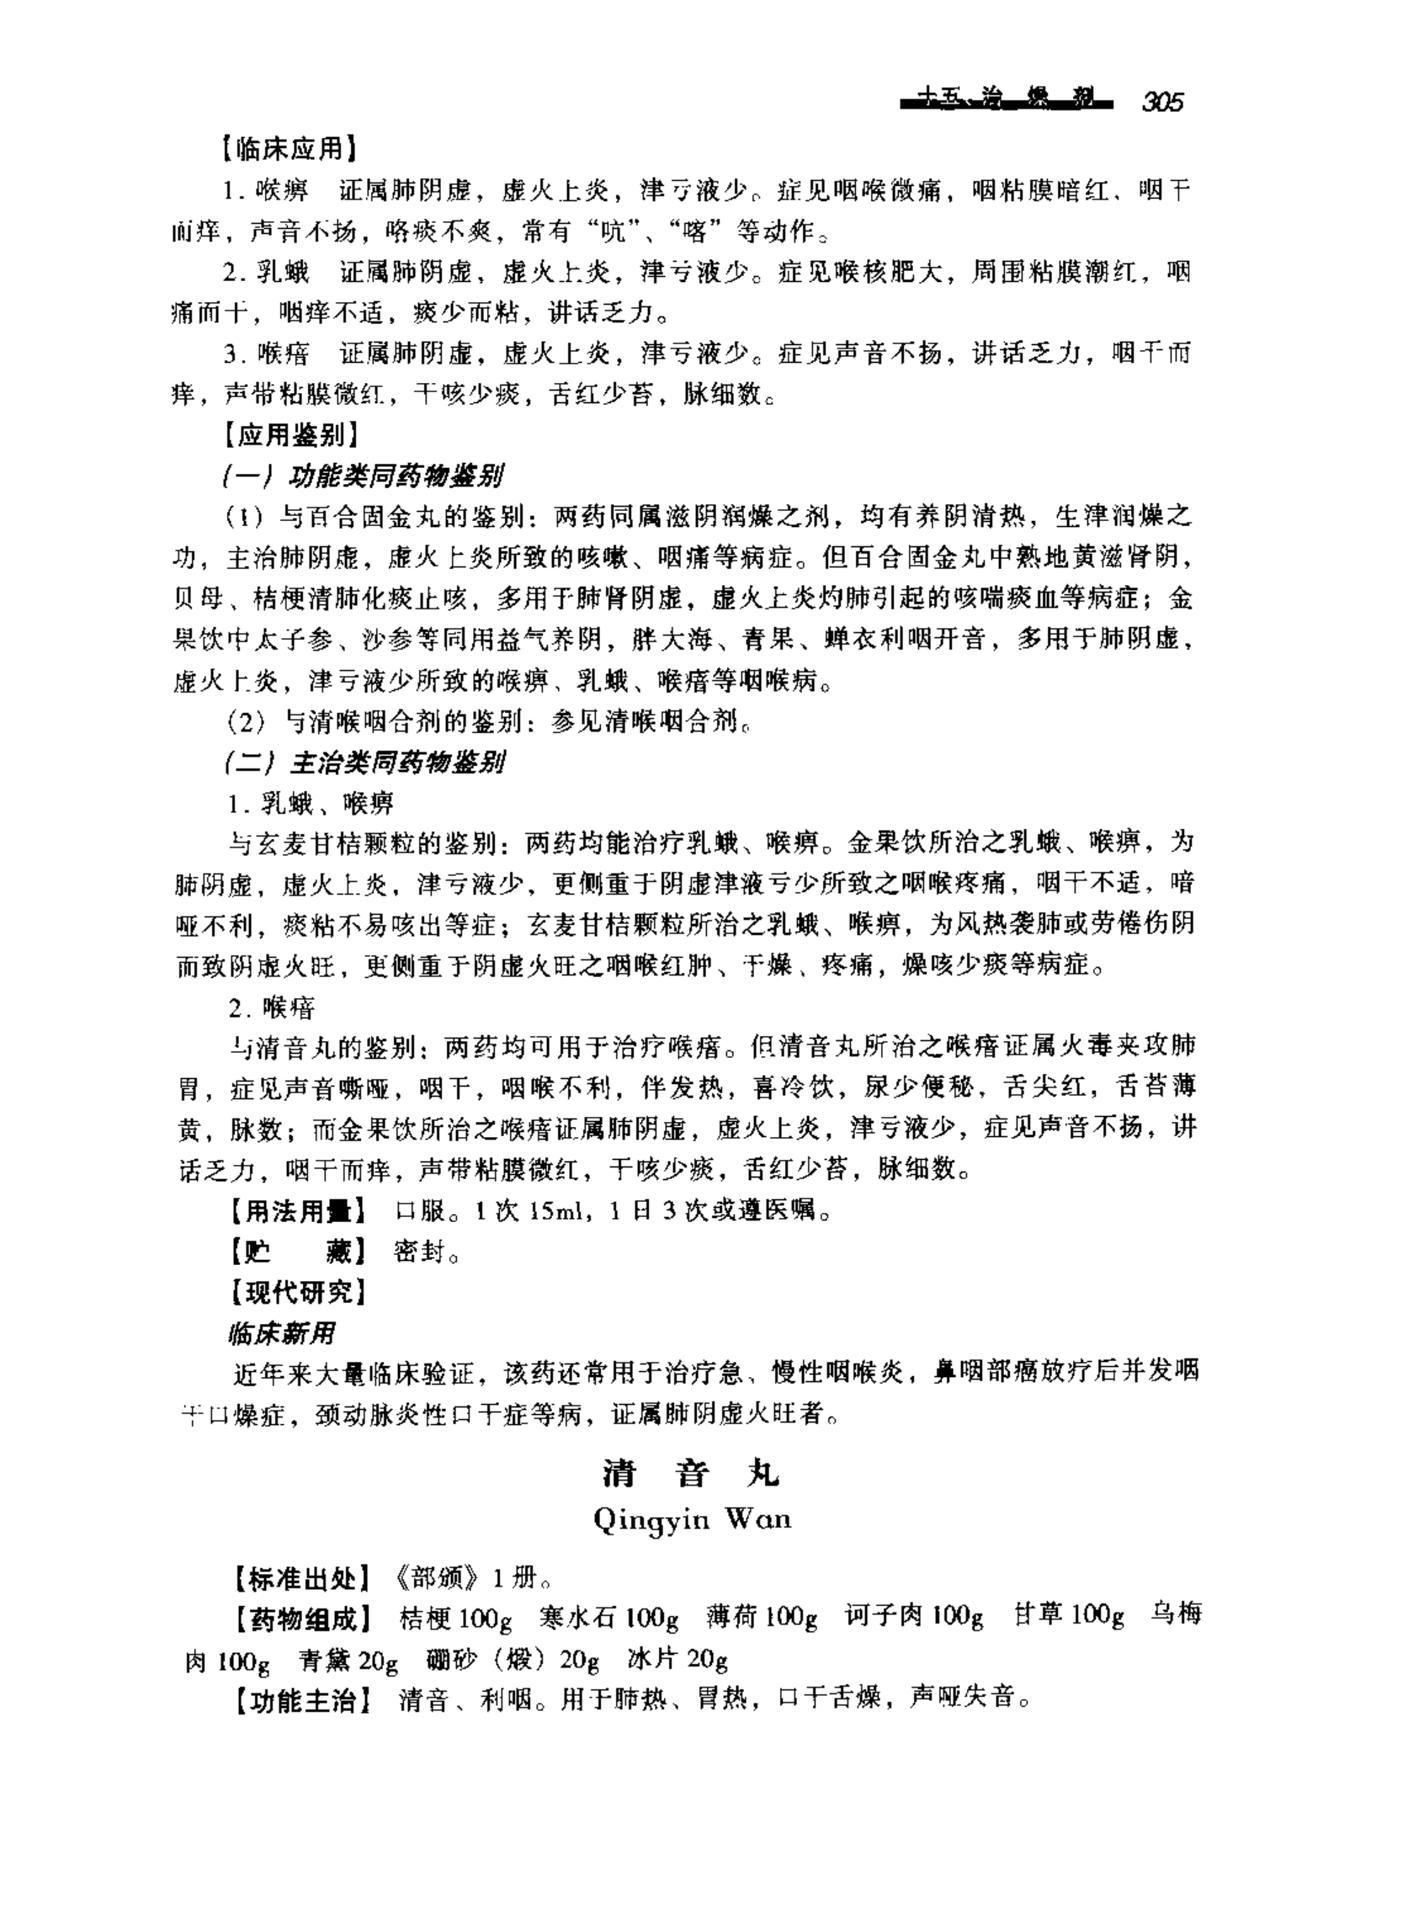 十五、治 燥 剂 305
【临床应用】
1. 喉痹 证属肺阴虚，虚火上炎，津亏液少。症见咽喉微痛，咽粘膜暗红、咽干
而痒，声音不扬，咯痰不爽，常有“吭”、“喀”等动作。
2. 乳蛾 证属肺阴虚，虚火上炎，津亏液少。症见喉核肥大，周围粘膜潮红，咽
痛而干，咽痒不适，痰少而粘，讲话乏力。
3. 喉瘖 证属肺阴虚，虚火上炎，津亏液少。症见声音不扬，讲话乏力，咽干而
痒，声带粘膜微红，干咳少痰，舌红少苔，脉细数。
【应用鉴别】
（一）功能类同药物鉴别
（1）与百合固金丸的鉴别：两药同属滋阴润燥之剂，均有养阴清热，生津润燥之
功，主治肺阴虚，虚火上炎所致的咳嗽、咽痛等病症。但百合固金丸中熟地黄滋肾阴，
贝母、桔梗清肺化痰止咳，多用于肺肾阴虚，虚火上炎灼肺引起的咳喘痰血等病症；金
果饮中太子参、沙参等同用益气养阴，胖大海、青果、蝉衣利咽开音，多用于肺阴虚，
虚火上炎，津亏液少所致的喉痹、乳蛾、喉瘖等咽喉病。
（2）与清喉咽合剂的鉴别：参见清喉咽合剂。
（二）主治类同药物鉴别
1. 乳蛾、喉痹
与玄麦甘桔颗粒的鉴别：两药均能治疗乳蛾、喉痹。金果饮所治之乳蛾、喉痹，为
肺阴虚，虚火上炎，津亏液少，更侧重于阴虚津液亏少所致之咽喉疼痛，咽干不适，喑
哑不利，痰粘不易咳出等症；玄麦甘桔颗粒所治之乳蛾、喉痹，为风热袭肺或劳倦伤阴
而致阴虚火旺，更侧重于阴虚火旺之咽喉红肿、干燥、疼痛，燥咳少痰等病症。
2. 喉瘖
与清音丸的鉴别：两药均可用于治疗喉瘖。但清音丸所治之喉瘖证属火毒夹攻肺
胃，症见声音嘶哑，咽干，咽喉不利，伴发热，喜冷饮，尿少便秘，舌尖红，舌苔薄
黄，脉数；而金果饮所治之喉瘖证属肺阴虚，虚火上炎，津亏液少，症见声音不扬，讲
话乏力，咽干而痒，声带粘膜微红，干咳少痰，舌红少苔，脉细数。
【用法用量】 口服。1 次 15ml，1 日 3 次或遵医嘱。
【贮 藏】 密封。
【现代研究】
临床新用
近年来大量临床验证，该药还常用于治疗急、慢性咽喉炎，鼻咽部癌放疗后并发咽
干口燥症，颈动脉炎性口干症等病，证属肺阴虚火旺者。
清 音 丸
Qingyin Wan
【标准出处】《部颁》1 册。
【药物组成】 桔梗 100g 寒水石 100g 薄荷 100g 诃子肉 100g 甘草 100g 乌梅
肉 100g 青黛 20g 硼砂（煅）20g 冰片 20g
【功能主治】 清音、利咽。用于肺热、胃热，口干舌燥，声哑失音。